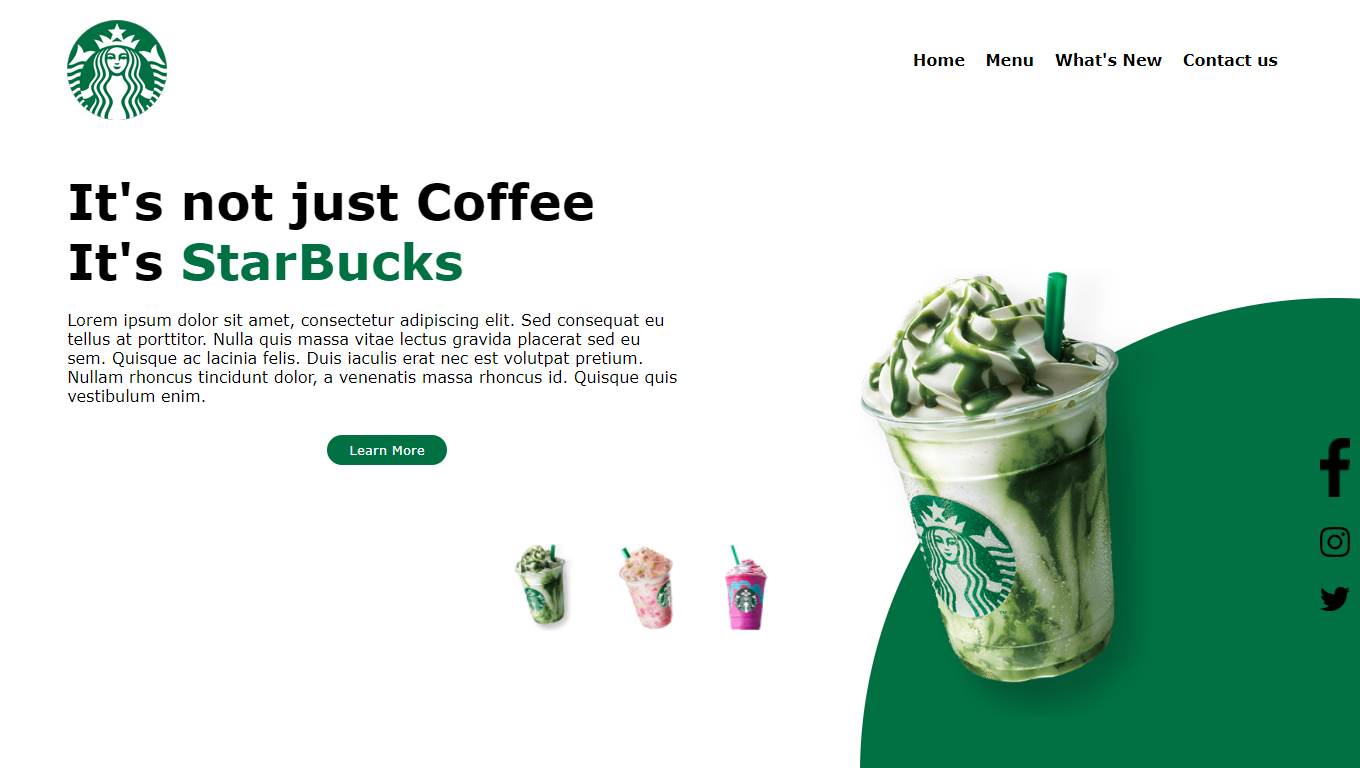 Home Menu What's New Contact us
It's not just Coffee
It's StarBucks
Lorem ipsum dolor sit amet, consectetur adipiscing elit. Sed consequat eu
tellus at porttitor. Nulla quis massa vitae lectus gravida placerat sed eu
sem. Quisque ac lacinia felis. Duis iaculis erat nec est volutpat pretium.
Nullam rhoncus tincidunt dolor, a venenatis massa rhoncus id. Quisque quis
vestibulum enim.
Learn More